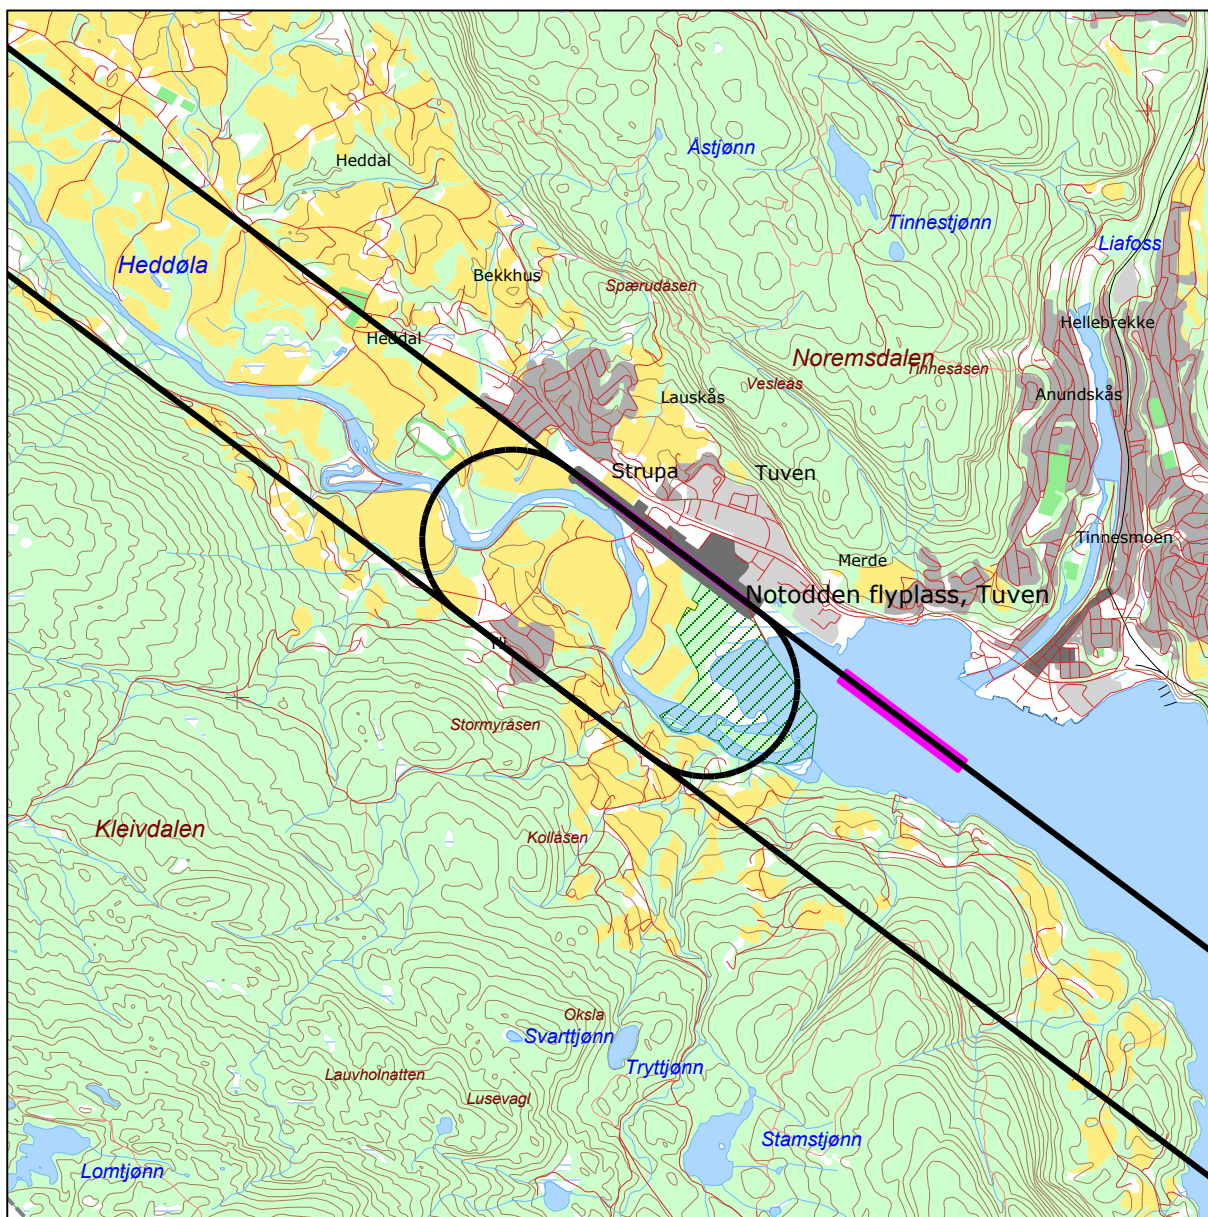 Heddal
Åstjønn
Tinnestjønn
Liafoss
Heddøla
Bekkhus
Spærudåsen
Hellebrekke
Heddal
Noremsdalen
Tinnesåsen
Vesleås
Lauskås
Anundskås
Strupa
Tuven
Tinnesmoen
Merde
Notodden flyplass, Tuven
Yli
Stormyråsen
Kleivdalen
Kollåsen
Oksla
Svarttjønn
Tryttjønn
Lauvholnatten
Lusevagl
Stamstjønn
Lomtjønn